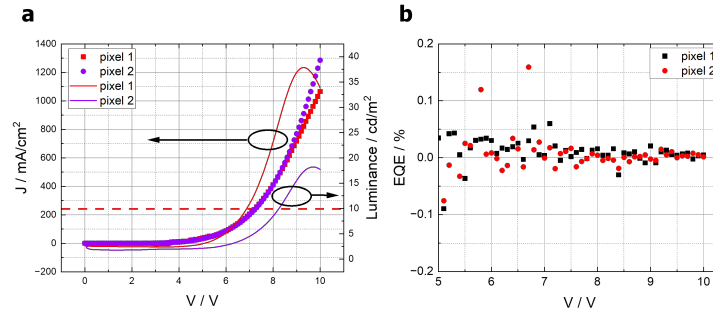 a
b
1400
1200
1000
800
600
400
200
0
−200
J / mA/cm²
0
2
4
6
8
10
V / V
40
35
30
25
20
15
10
5
0
Luminance / cd/m²
pixel 1
pixel 2
pixel 1
pixel 2
0.2
0.1
0.0
−0.1
−0.2
EQE / %
5
6
7
8
9
10
V / V
pixel 1
pixel 2